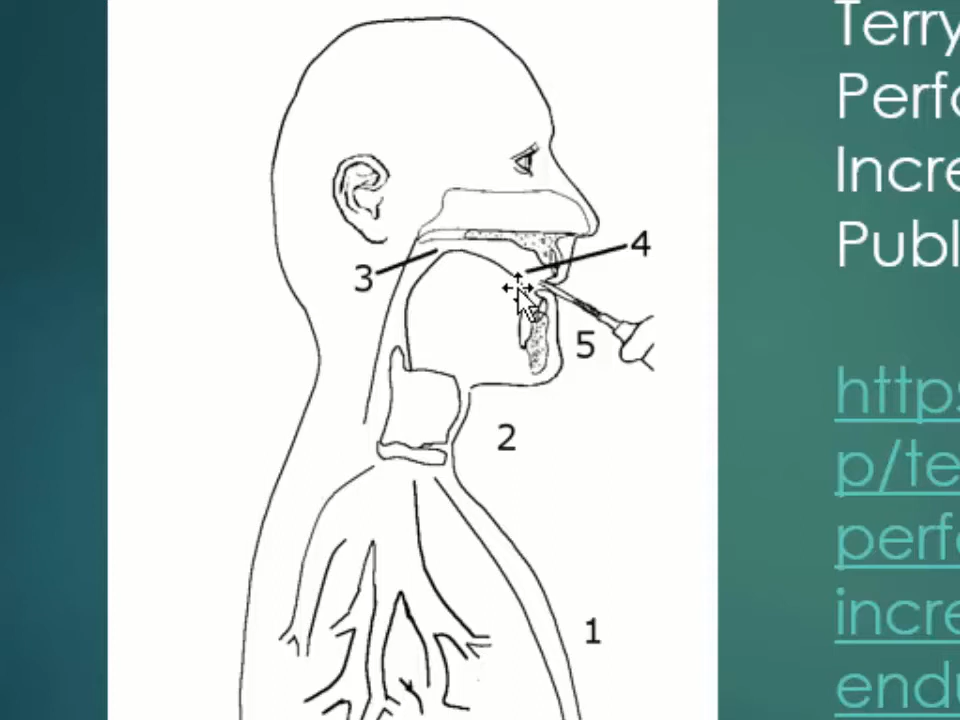 4
3
5
2
1
Terry
Perfo
Incre
Publ
https
p/te
perfo
incre
endu